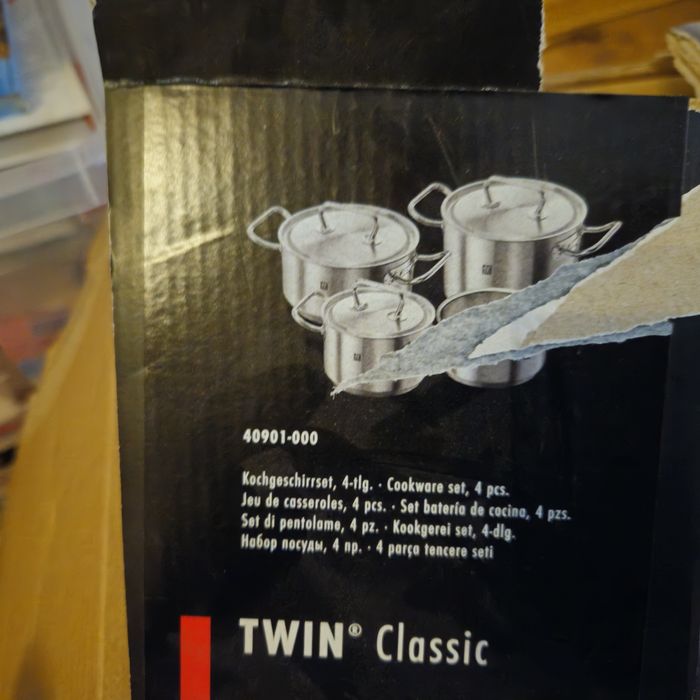 40901-000
Kochgeschirrset, 4-tlg. · Cookware set, 4 pcs.
Jeu de casseroles, 4 pcs. · Set batería de cocina, 4 pzs.
Set di pentolame, 4 pz. · Kookgerei set, 4-dlg.
Набор посуды, 4 пр. · 4 parça tencere seti
TWIN® Classic